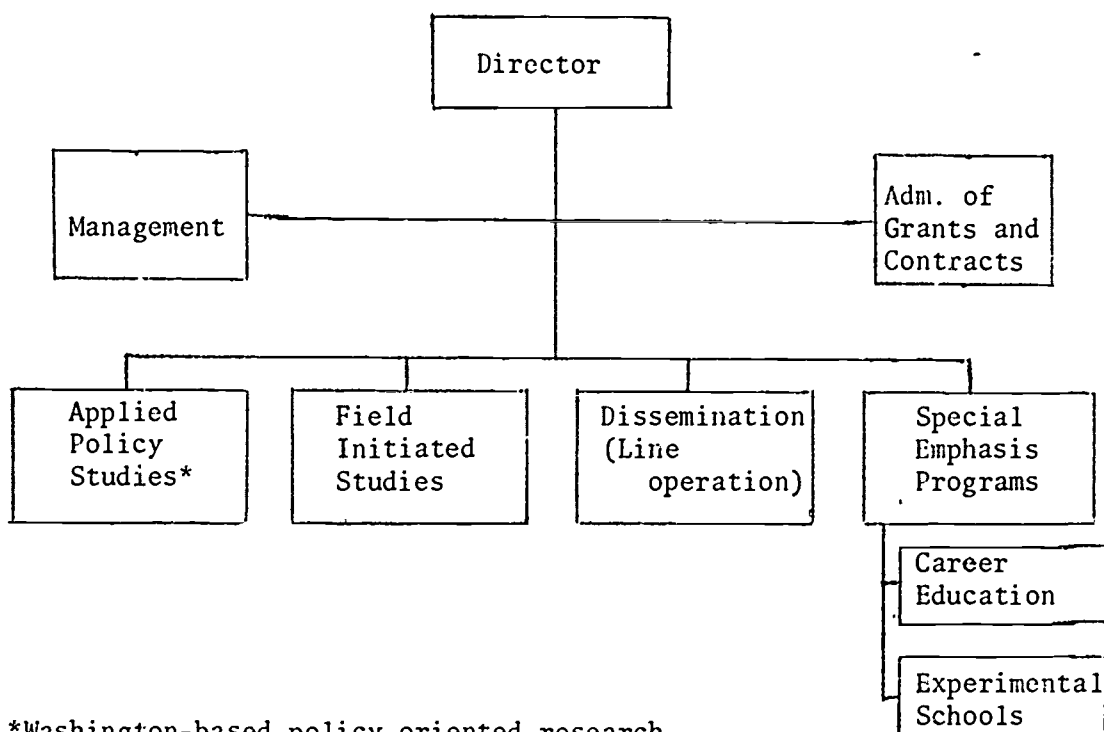 Director
Management
Adm. of
Grants and
Contracts
Applied
Policy
Studies*
Field
Initiated
Studies
Dissemination
(Line
operation)
Special
Emphasis
Programs
Career
Education
Experimental
Schools
*Washington-based policy oriented research